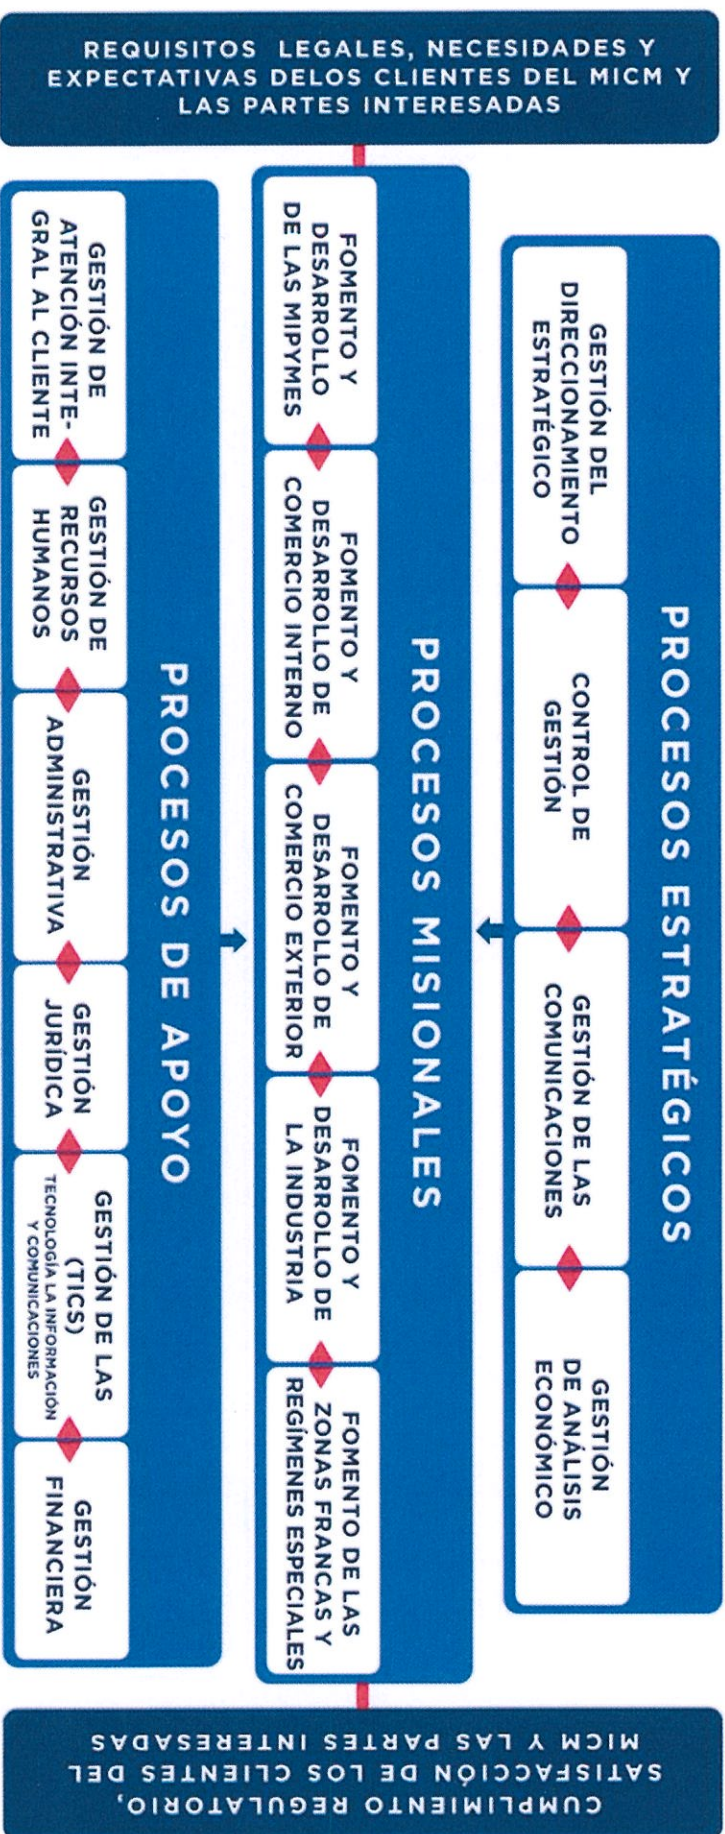 REQUISITOS LEGALES, NECESIDADES Y
EXPECTATIVAS DELOS CLIENTES DEL MICM Y
LAS PARTES INTERESADAS
PROCESOS ESTRATÉGICOS
GESTIÓN DEL
DIRECCIONAMIENTO
ESTRATÉGICO
CONTROL DE
GESTIÓN
GESTIÓN DE LAS
COMUNICACIONES
GESTIÓN
DE ANÁLISIS
ECONÓMICO
PROCESOS MISIONALES
FOMENTO Y
DESARROLLO
DE LAS MIPYMES
FOMENTO Y
DESARROLLO DE
COMERCIO INTERNO
FOMENTO Y
DESARROLLO DE
COMERCIO EXTERIOR
FOMENTO Y
DESARROLLO DE
LA INDUSTRIA
FOMENTO DE LAS
ZONAS FRANCAS Y
REGÍMENES ESPECIALES
PROCESOS DE APOYO
GESTIÓN DE
ATENCIÓN INTE-
GRAL AL CLIENTE
GESTIÓN DE
RECURSOS
HUMANOS
GESTIÓN
ADMINISTRATIVA
GESTIÓN
JURÍDICA
GESTIÓN DE LAS
(TICS)
TECNOLOGÍA LA INFORMACIÓN
Y COMUNICACIONES
GESTIÓN
FINANCIERA
CUMPLIMIENTO REGULATORIO,
SATISFACCIÓN DE LOS CLIENTES DEL
MICM Y LAS PARTES INTERESADAS